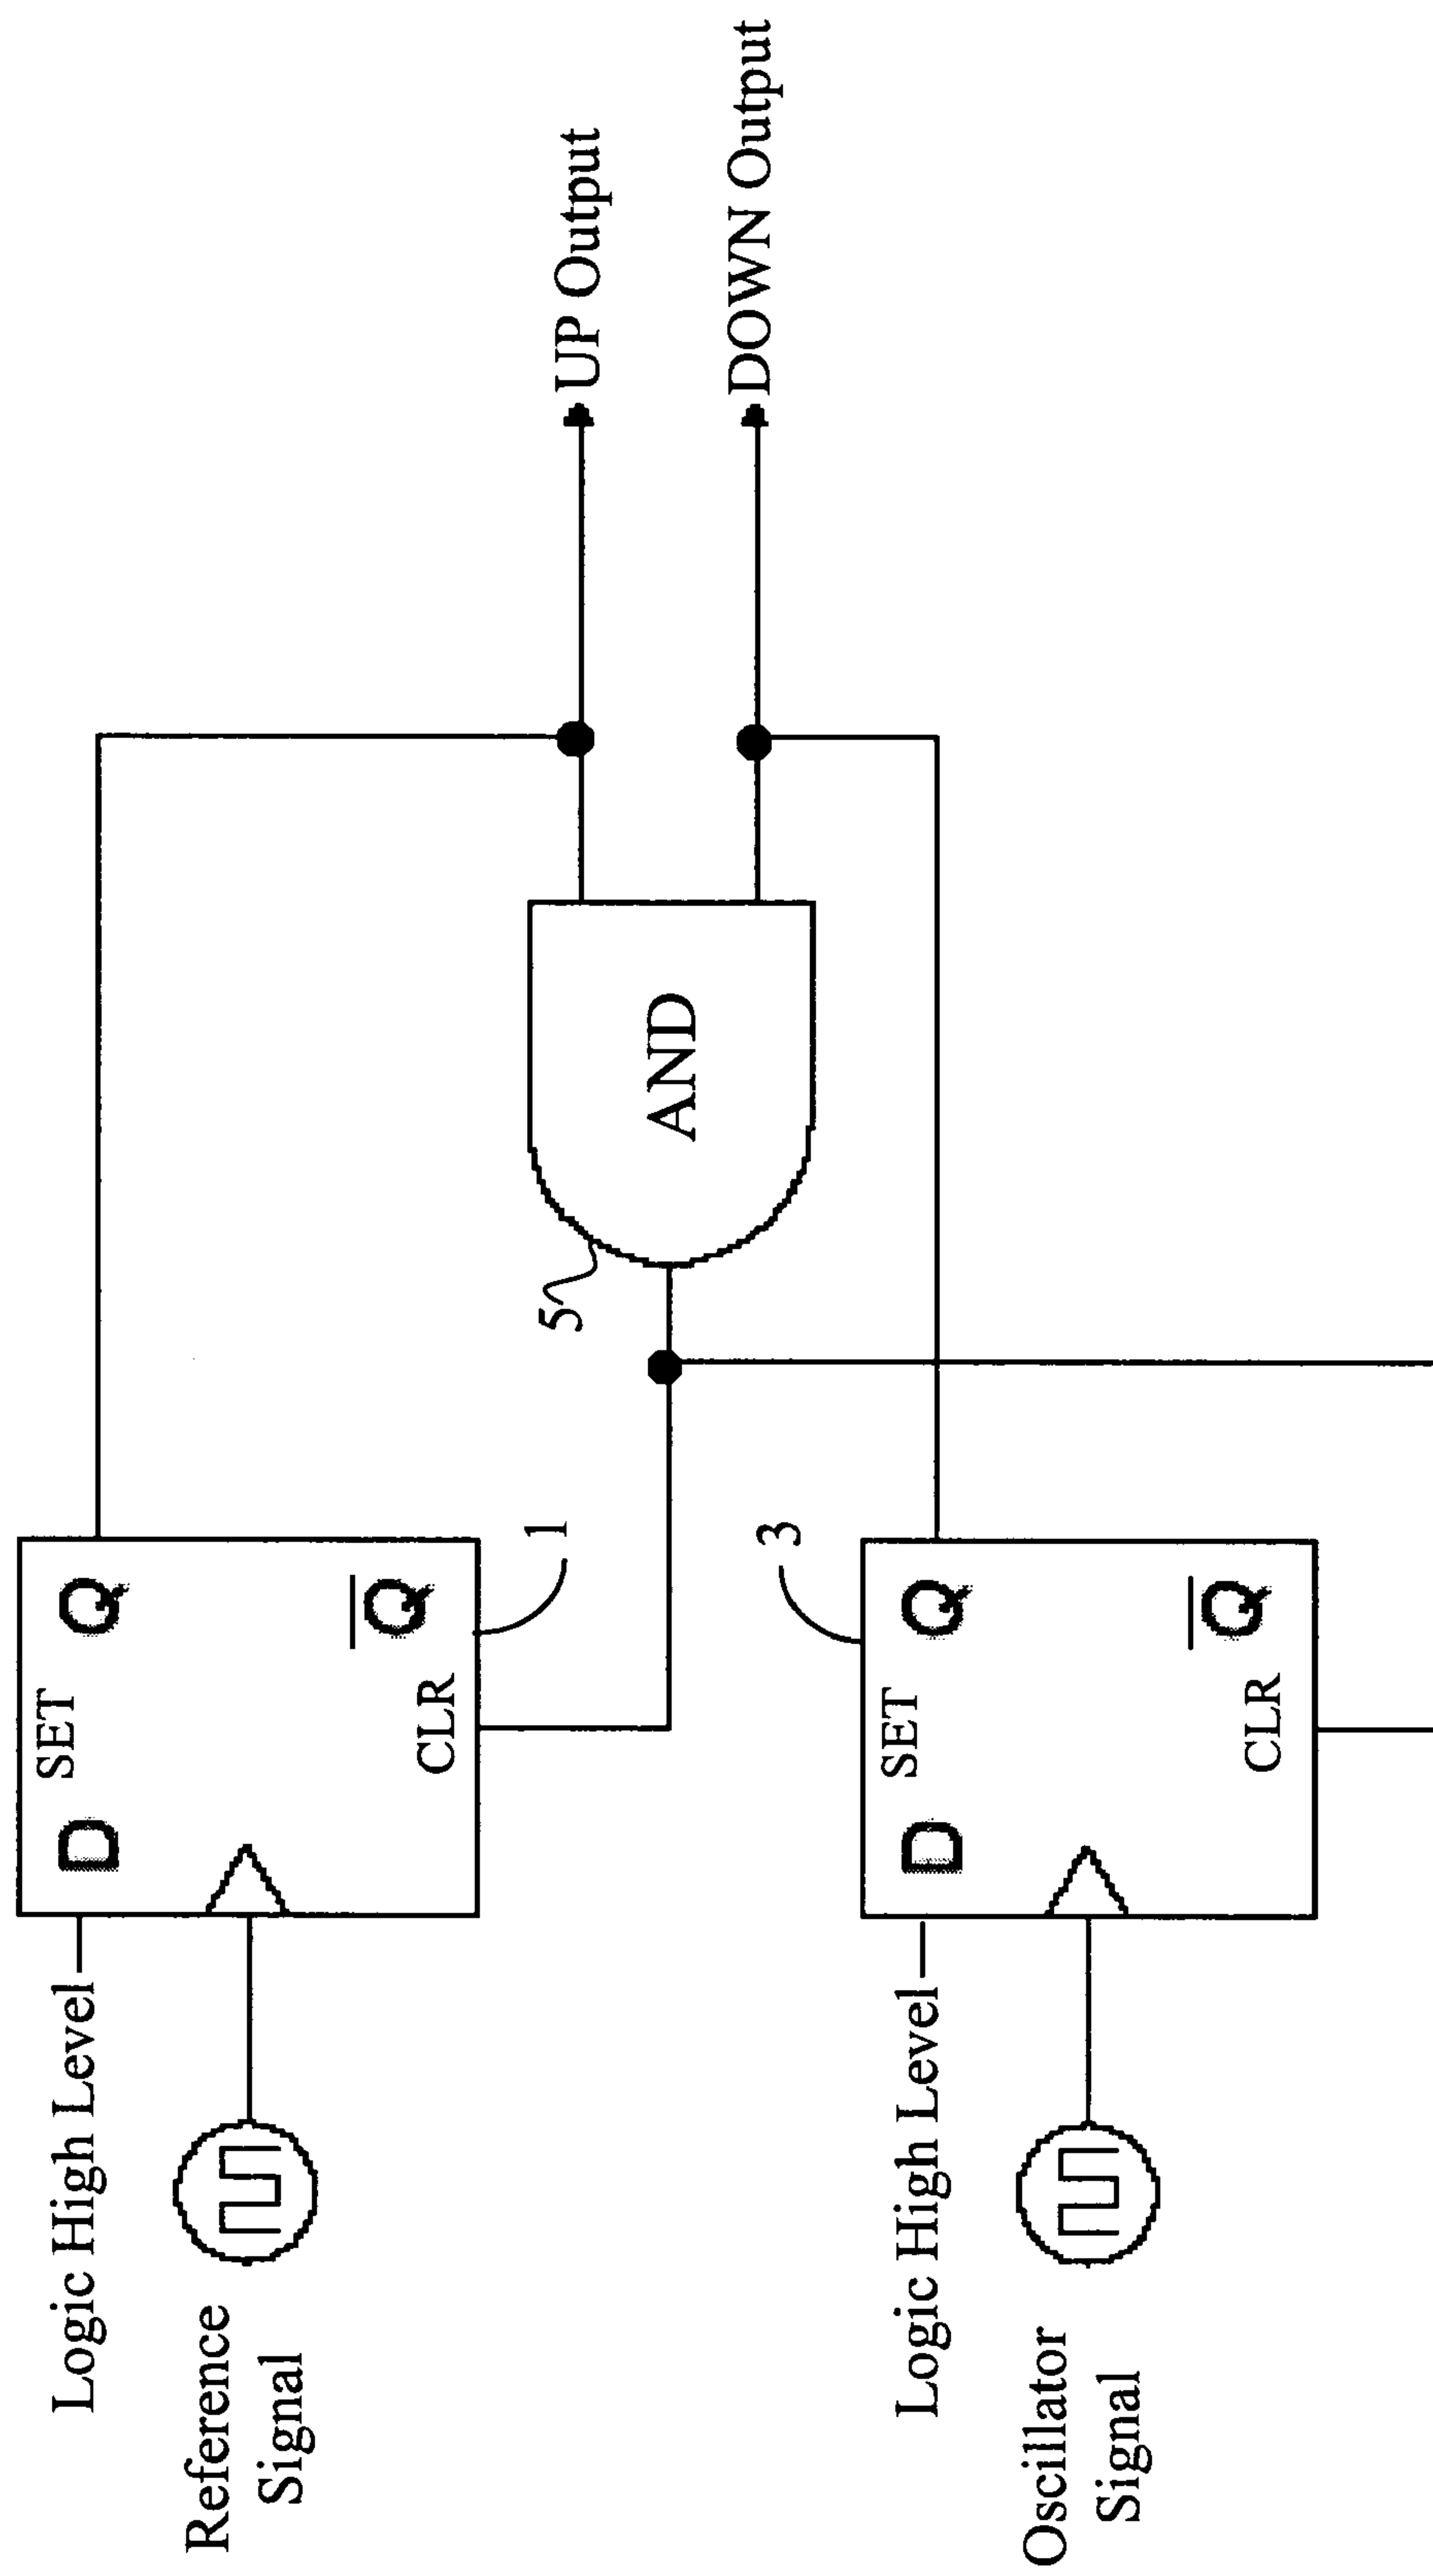 Logic High Level
D
SET
Q
Reference
Signal
Q
CLR
1
UP Output
5
AND
DOWN Output
3
Logic High Level
D
SET
Q
Oscillator
Signal
Q
CLR